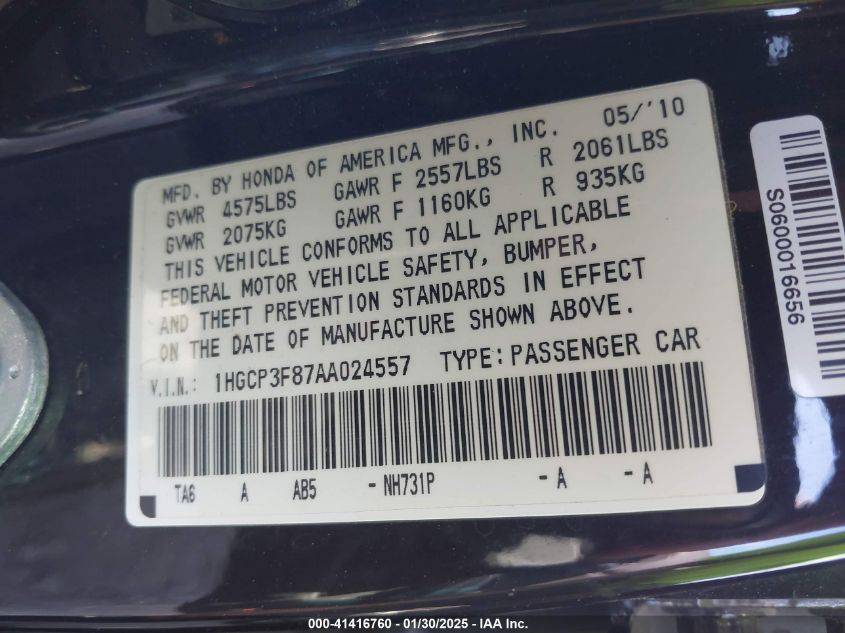 MFD. BY HONDA OF AMERICA MFG., INC. 05/'10
GVWR 4575LBS GAWR F 2557LBS R 2061LBS
GVWR 2075KG GAWR F 1160KG R 935KG
THIS VEHICLE CONFORMS TO ALL APPLICABLE
FEDERAL MOTOR VEHICLE SAFETY, BUMPER,
AND THEFT PREVENTION STANDARDS IN EFFECT
ON THE DATE OF MANUFACTURE SHOWN ABOVE.
V.I.N.: 1HGCP3F87AA024557 TYPE:PASSENGER CAR
TA6 A AB5 -NH731P -A -A
S0600016656
000-41416760 - 01/30/2025 - IAA Inc.